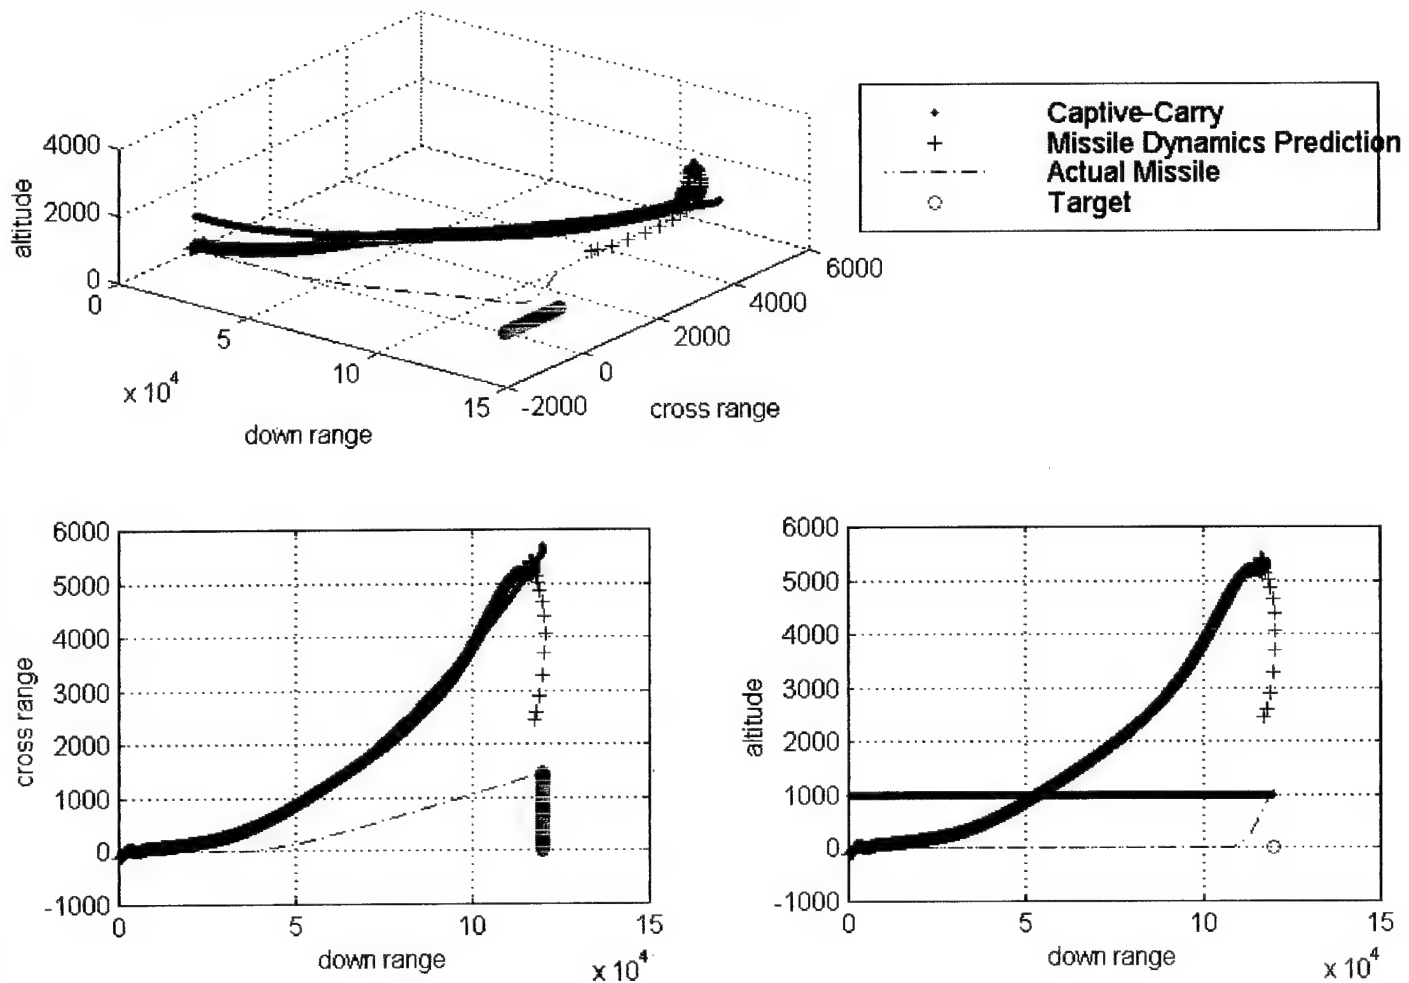 4000
2000
0
altitude
0
5
10
15
x 10^4
down range
-2000
0
2000
4000
6000
cross range
Captive-Carry
Missile Dynamics Prediction
Actual Missile
Target
6000
5000
4000
3000
2000
1000
0
-1000
cross range
0
5
10
15
down range
x 10^4
6000
5000
4000
3000
2000
1000
0
-1000
altitude
0
5
10
15
down range
x 10^4